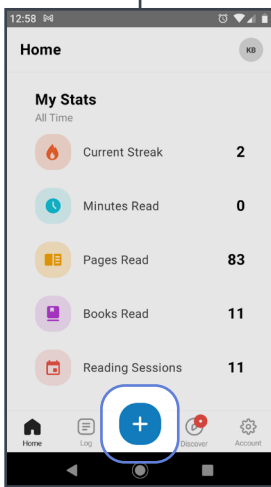 12:58
Home
KB
My Stats
All Time
Current Streak 2
Minutes Read 0
Pages Read 83
Books Read 11
Reading Sessions 11
+
Home Log Discover Account